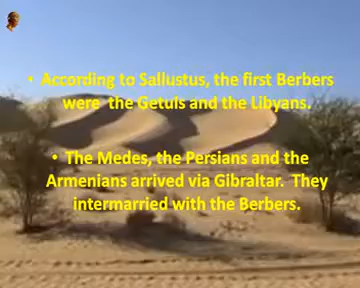 • According to Sallustus, the first Berbers
were the Getuls and the Libyans.
• The Medes, the Persians and the
Armenians arrived via Gibraltar. They
intermarried with the Berbers.